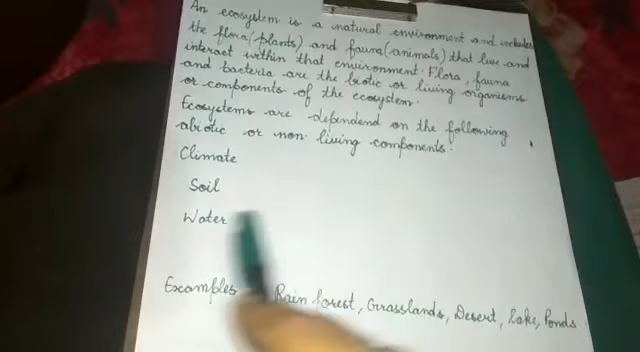 An ecosystem is a natural environment and includes
the flora(plants) and fauna(animals) that live and
interact within that environment. Flora, fauna
and bacteria are the biotic or living organisms
or components of the ecosystem.
Ecosystems are dependend on the following
abiotic or non living components.
Climate
Soil
Water
Examples Rain forest, Grasslands, Desert, lake, Ponds